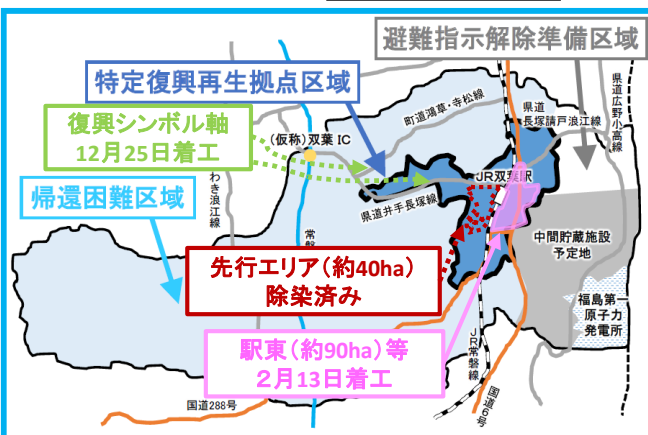 避難指示解除準備区域
特定復興再生拠点区域
復興シンボル軸
12月25日着工
(仮称)双葉 IC
町道鴻草・寺松線
県道
長塚請戸浪江線
県道広野小高線
帰還困難区域
わき浪江線
JR双葉駅
県道井手長塚線
常磐
先行エリア（約40ha）
除染済み
中間貯蔵施設
予定地
福島第一
原子力
発電所
駅東（約90ha）等
２月13日着工
JR常磐線
国道6号
国道288号